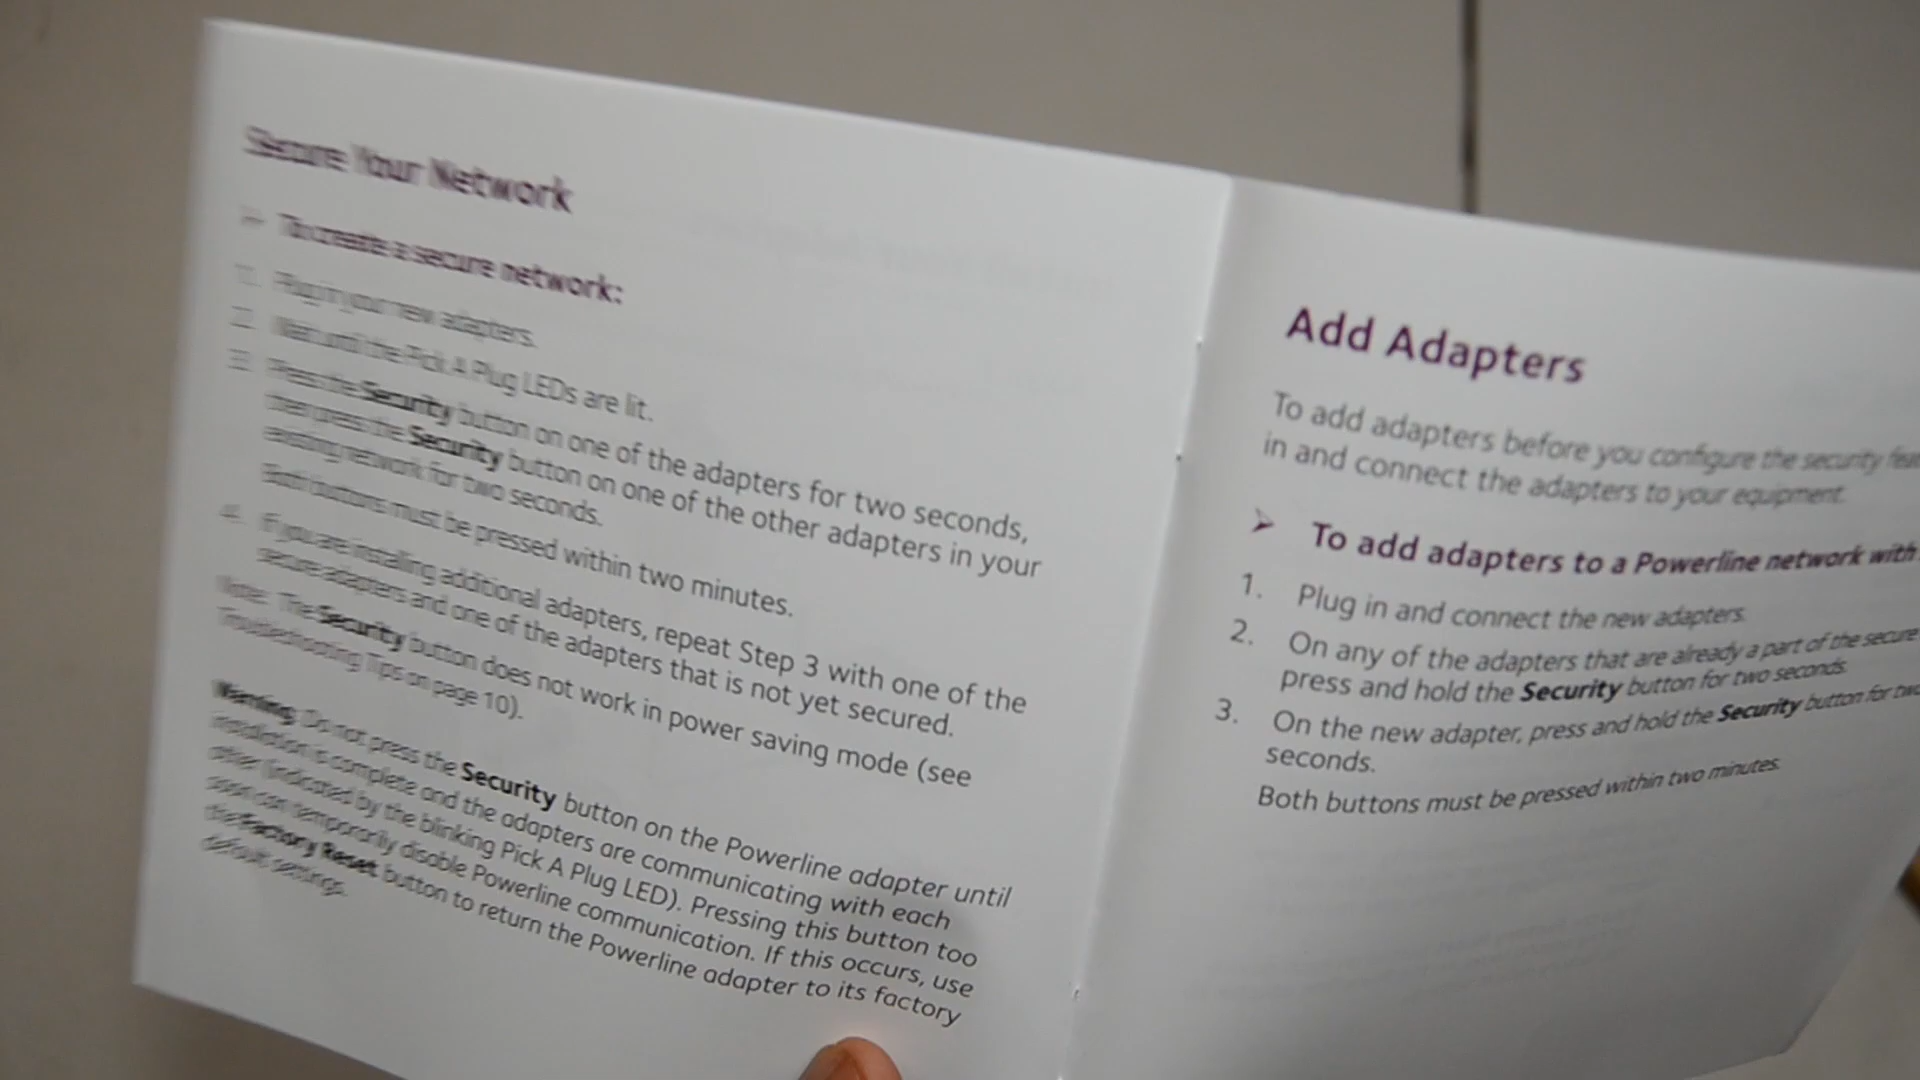 Secure Your Network
➢ To create a secure network:
1. Plug in your new adapters.
2. Wait until the Pick A Plug LEDs are lit.
3. Press the Security button on one of the adapters for two seconds,
then press the Security button on one of the other adapters in your
existing network for two seconds.
Both buttons must be pressed within two minutes.
4. If you are installing additional adapters, repeat Step 3 with one of the
secure adapters and one of the adapters that is not yet secured.
Note: The Security button does not work in power saving mode (see
Troubleshooting Tips on page 10).
Warning: Do not press the Security button on the Powerline adapter until
installation is complete and the adapters are communicating with each
other (indicated by the blinking Pick A Plug LED). Pressing this button too
soon can temporarily disable Powerline communication. If this occurs, use
the Factory Reset button to return the Powerline adapter to its factory
default settings.
Add Adapters
To add adapters before you configure the security
in and connect the adapters to your equipment.
➢ To add adapters to a Powerline network with
1. Plug in and connect the new adapters.
2. On any of the adapters that are already a part of the secure
press and hold the Security button for two seconds.
3. On the new adapter, press and hold the Security button for two
seconds.
Both buttons must be pressed within two minutes.